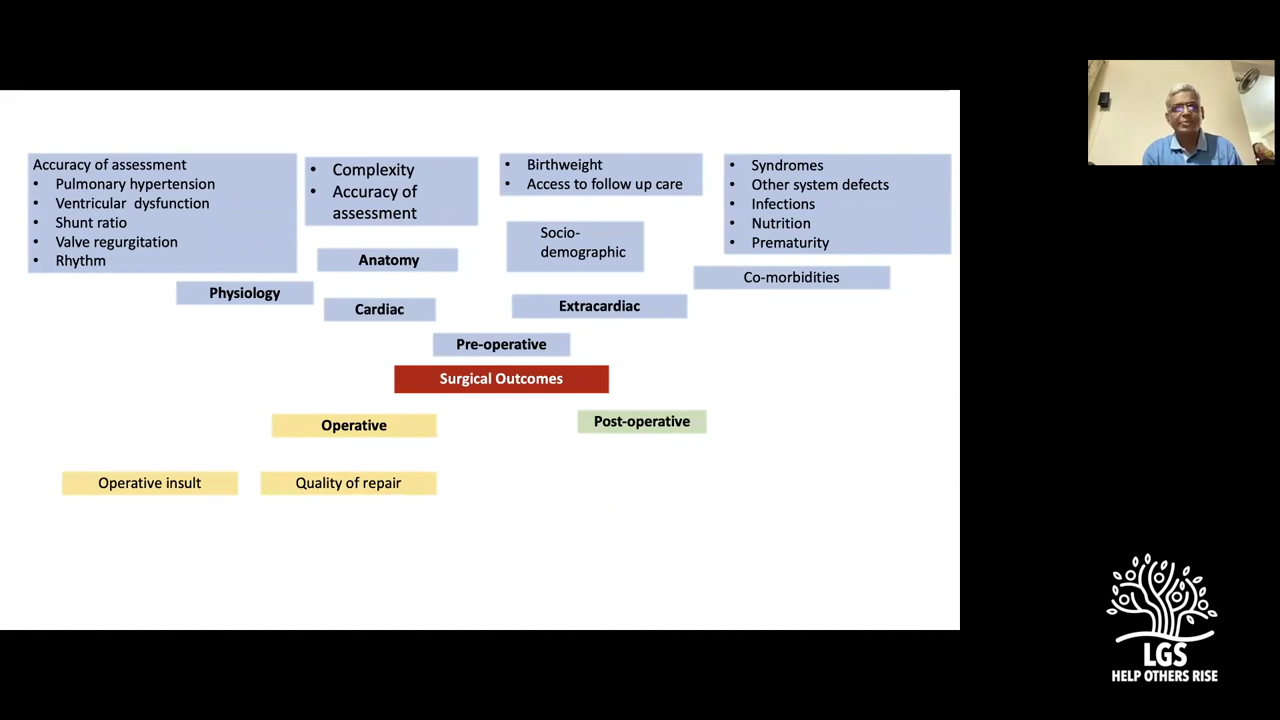 Accuracy of assessment
• Pulmonary hypertension
• Ventricular dysfunction
• Shunt ratio
• Valve regurgitation
• Rhythm
Physiology
• Complexity
• Accuracy of
assessment
Anatomy
Cardiac
• Birthweight
• Access to follow up care
Socio-
demographic
Extracardiac
• Syndromes
• Other system defects
• Infections
• Nutrition
• Prematurity
Co-morbidities
Pre-operative
Surgical Outcomes
Operative
Post-operative
Operative insult
Quality of repair
LGS
HELP OTHERS RISE